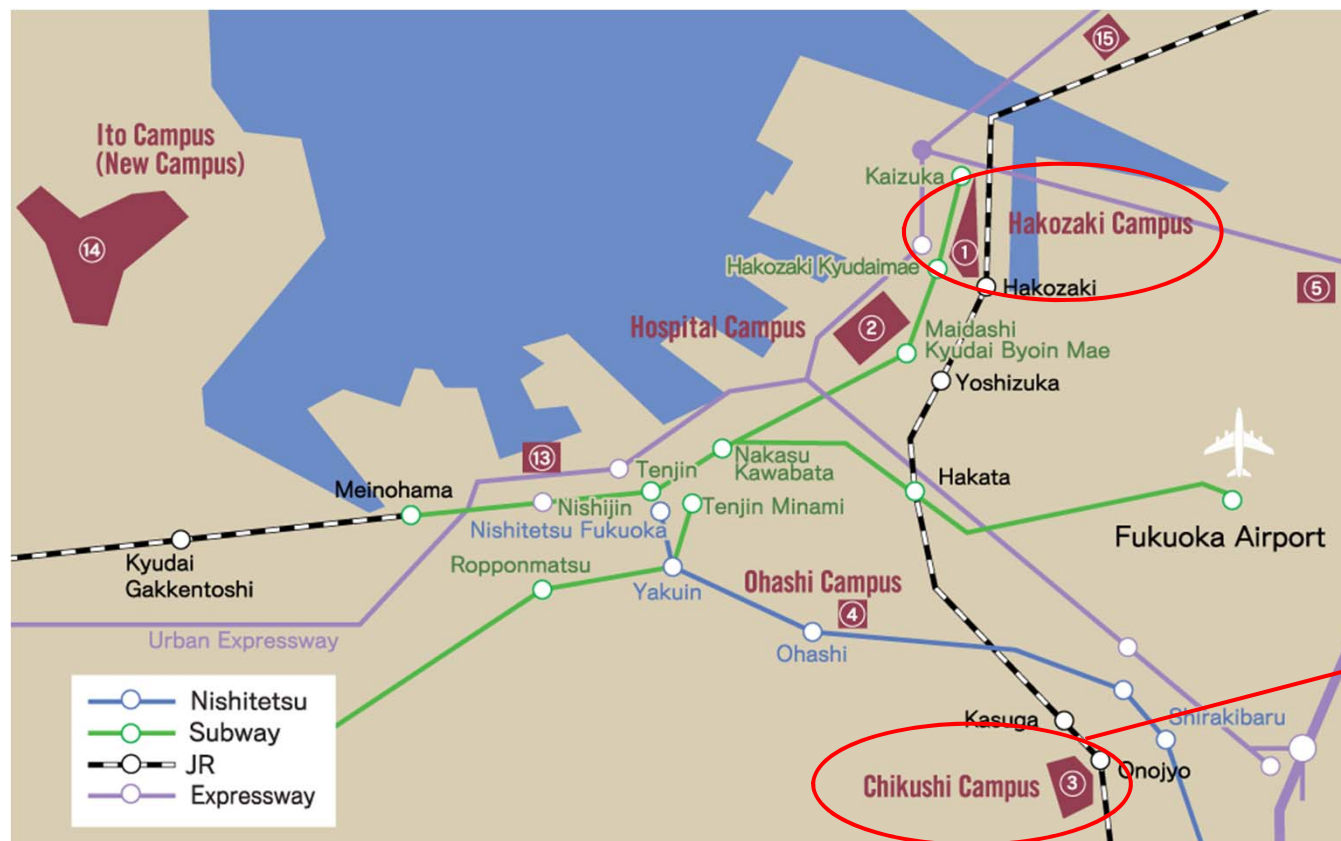 ⑮
Ito Campus
(New Campus)
⑭
Kaizuka
Hakozaki Campus
①
Hakozaki Kyudaimae
Hakozaki
⑤
Hospital Campus
②
Maidashi
Kyudai Byoin Mae
Yoshizuka
⑬
Nakasu
Kawabata
Tenjin
Hakata
Meinohama
Nishijin
Tenjin Minami
Nishitetsu Fukuoka
Fukuoka Airport
Kyudai
Gakkentoshi
Ropponmatsu
Yakuin
Ohashi Campus
④
Urban Expressway
Ohashi
Nishitetsu
Subway
JR
Expressway
Kasuga
Shirakibaru
Onojyo
Chikushi Campus
③